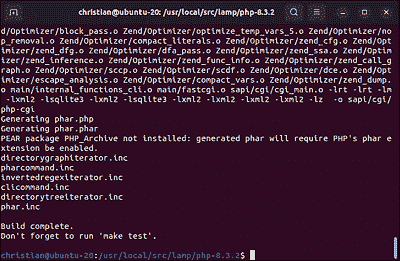 christian@ubuntu-20: /usr/local/src/lamp/php-8.3.2
d/Optimizer/block_pass.o Zend/Optimizer/optimize_temp_vars_5.o Zend/Optimizer/no
p_removal.o Zend/Optimizer/compact_literals.o Zend/Optimizer/zend_cfg.o Zend/Opt
imizer/zend_dfg.o Zend/Optimizer/dfa_pass.o Zend/Optimizer/zend_ssa.o Zend/Optim
izer/zend_inference.o Zend/Optimizer/zend_func_info.o Zend/Optimizer/zend_call_g
raph.o Zend/Optimizer/sccp.o Zend/Optimizer/scdf.o Zend/Optimizer/dce.o Zend/Opt
imizer/escape_analysis.o Zend/Optimizer/compact_vars.o Zend/Optimizer/zend_dump.
o main/internal_functions_cli.o main/fastcgi.o sapi/cgi/cgi_main.o -lrt -lrt -lm
 -lxml2 -lsqlite3 -lxml2 -lsqlite3 -lxml2 -lxml2 -lxml2 -lxml2 -lz  -o sapi/cgi/
php-cgi
Generating phar.php
Generating phar.phar
PEAR package PHP_Archive not installed: generated phar will require PHP's phar e
xtension be enabled.
directorygraphiterator.inc
pharcommand.inc
invertedregexiterator.inc
clicommand.inc
directorytreeiterator.inc
phar.inc
Build complete.
Don't forget to run 'make test'.
christian@ubuntu-20:/usr/local/src/lamp/php-8.3.2$